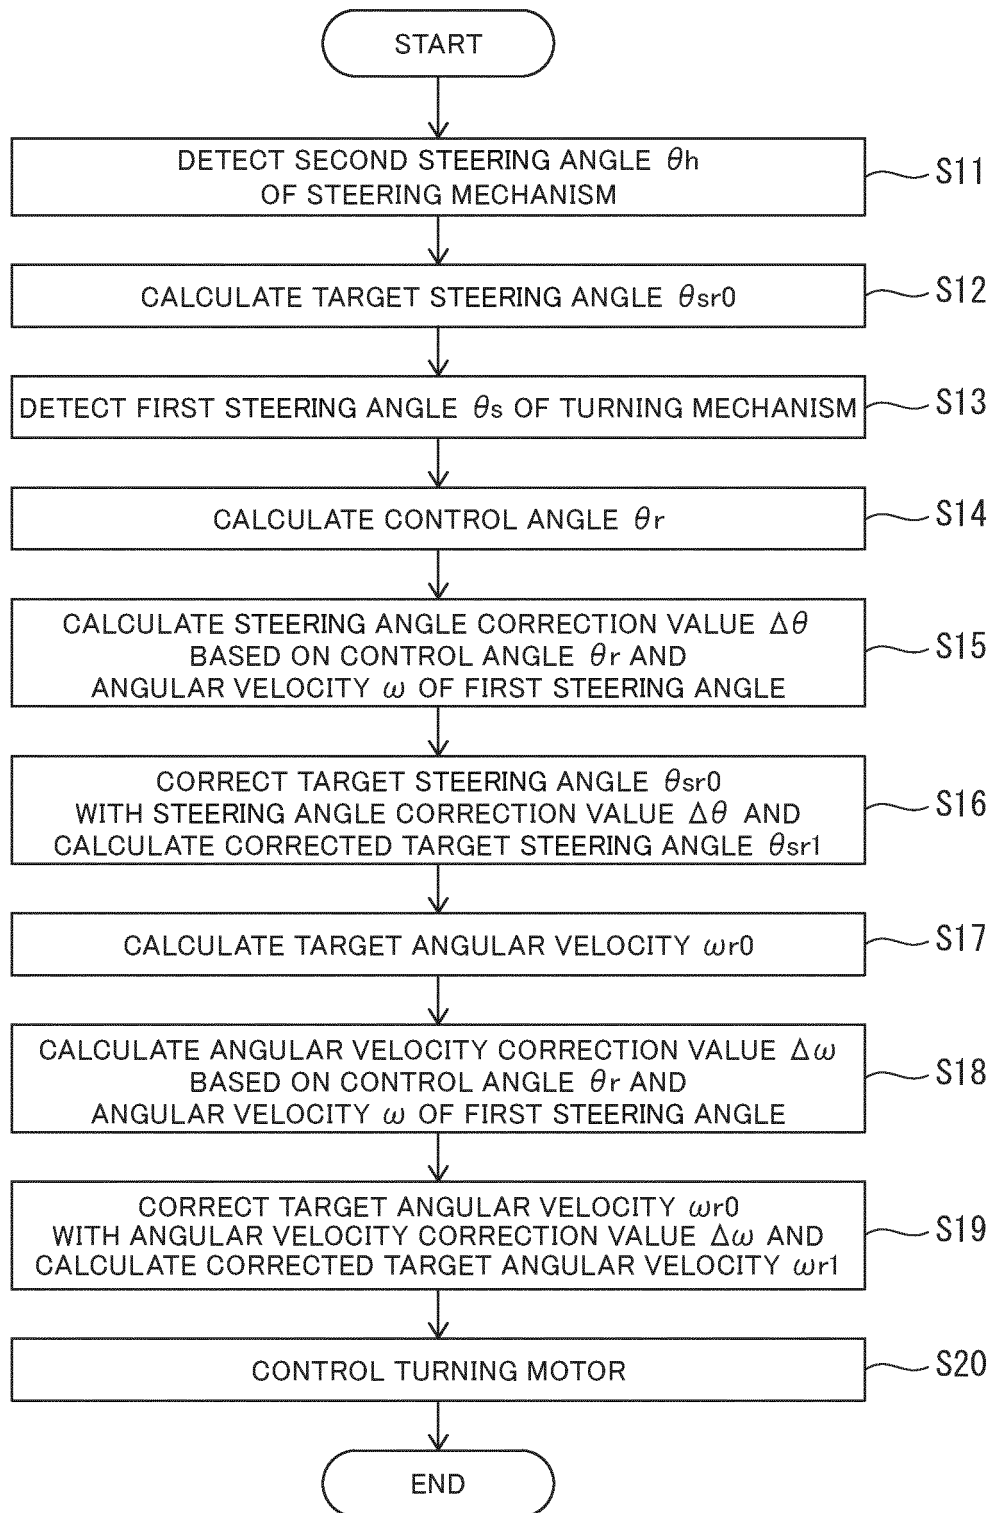 START
DETECT SECOND STEERING ANGLE θh
OF STEERING MECHANISM
S11
CALCULATE TARGET STEERING ANGLE θsr0
S12
DETECT FIRST STEERING ANGLE θs OF TURNING MECHANISM
S13
CALCULATE CONTROL ANGLE θr
S14
CALCULATE STEERING ANGLE CORRECTION VALUE Δθ
BASED ON CONTROL ANGLE θr AND
ANGULAR VELOCITY ω OF FIRST STEERING ANGLE
S15
CORRECT TARGET STEERING ANGLE θsr0
WITH STEERING ANGLE CORRECTION VALUE Δθ AND
CALCULATE CORRECTED TARGET STEERING ANGLE θsr1
S16
CALCULATE TARGET ANGULAR VELOCITY ωr0
S17
CALCULATE ANGULAR VELOCITY CORRECTION VALUE Δω
BASED ON CONTROL ANGLE θr AND
ANGULAR VELOCITY ω OF FIRST STEERING ANGLE
S18
CORRECT TARGET ANGULAR VELOCITY ωr0
WITH ANGULAR VELOCITY CORRECTION VALUE Δω AND
CALCULATE CORRECTED TARGET ANGULAR VELOCITY ωr1
S19
CONTROL TURNING MOTOR
S20
END